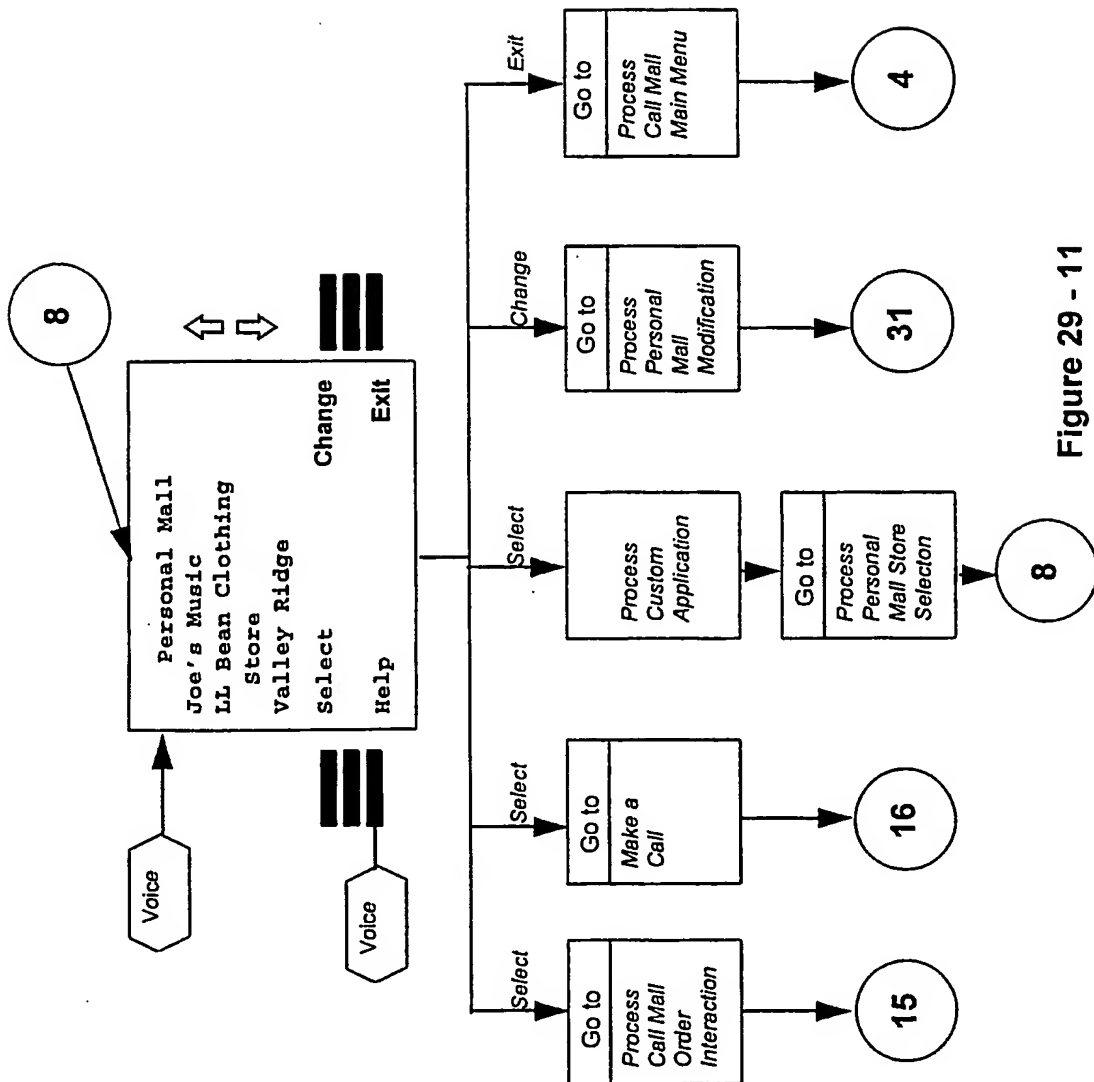 8
Voice
Personal Mall
Joe's Music
LL Bean Clothing
Store
Valley Ridge
Select Change
Help Exit
Voice
Select
Select
Select
Change
Exit
Go to
Process
Call Mall
Order
Interaction
15
Go to
Make a
Call
16
Process
Custom
Application
Go to
Process
Personal
Mall Store
Selecton
8
Go to
Process
Personal
Mall
Modification
31
Go to
Process
Call Mall
Main Menu
4
Figure 29 - 11